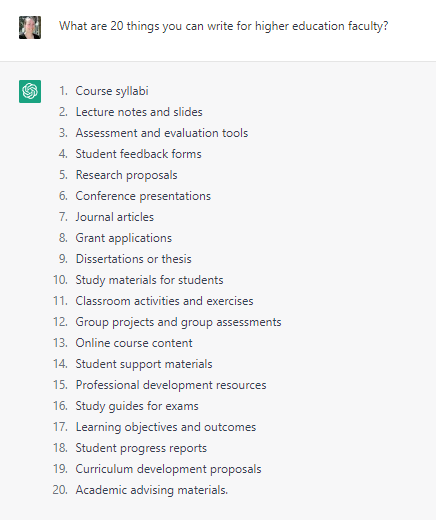 What are 20 things you can write for higher education faculty?
1. Course syllabi
2. Lecture notes and slides
3. Assessment and evaluation tools
4. Student feedback forms
5. Research proposals
6. Conference presentations
7. Journal articles
8. Grant applications
9. Dissertations or thesis
10. Study materials for students
11. Classroom activities and exercises
12. Group projects and group assessments
13. Online course content
14. Student support materials
15. Professional development resources
16. Study guides for exams
17. Learning objectives and outcomes
18. Student progress reports
19. Curriculum development proposals
20. Academic advising materials.